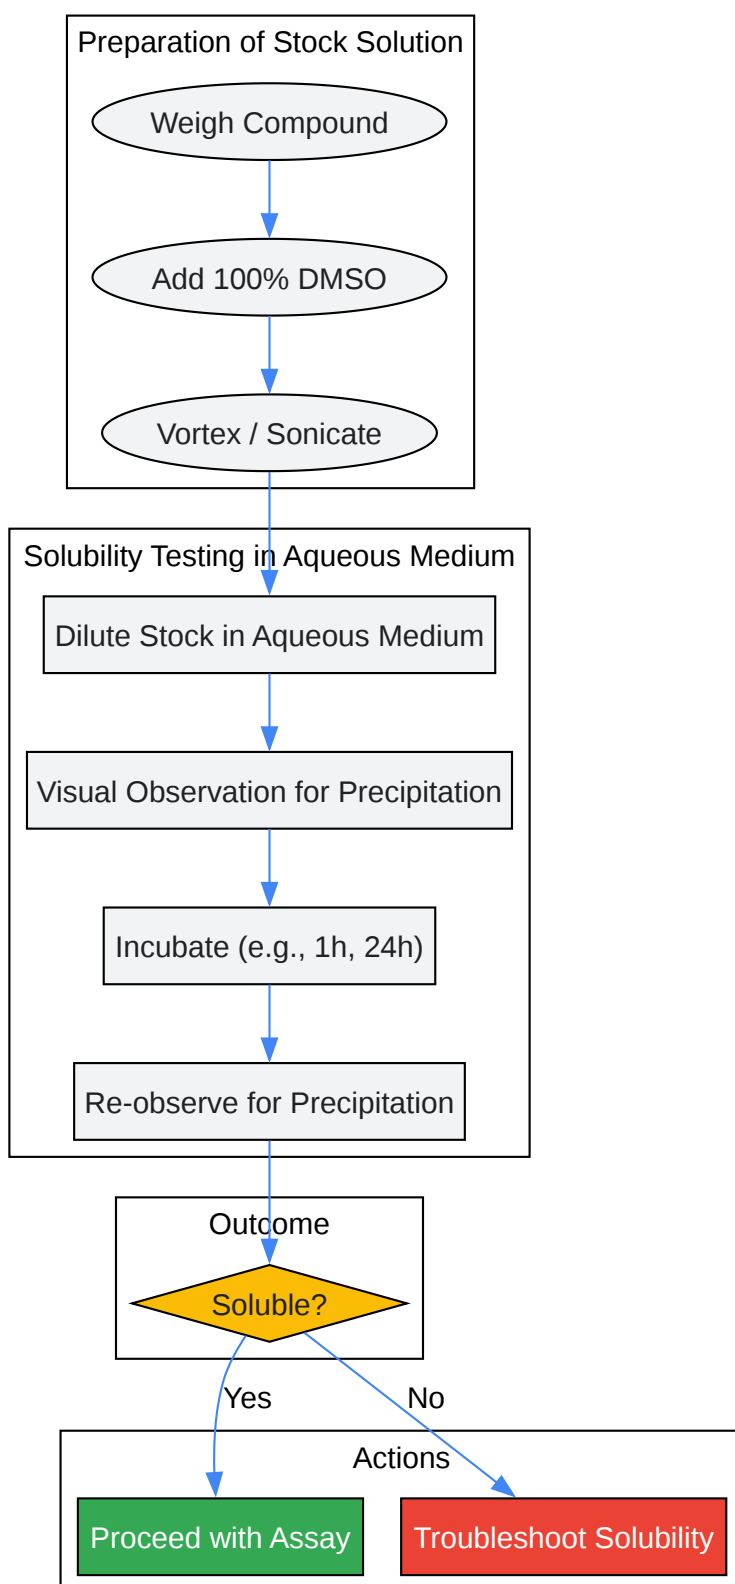 Preparation of Stock Solution
Weigh Compound
Add 100% DMSO
Vortex / Sonicate
Solubility Testing in Aqueous Medium
Dilute Stock in Aqueous Medium
Visual Observation for Precipitation
Incubate (e.g., 1h, 24h)
Re-observe for Precipitation
Outcome
Soluble?
Yes
No
Actions
Proceed with Assay
Troubleshoot Solubility